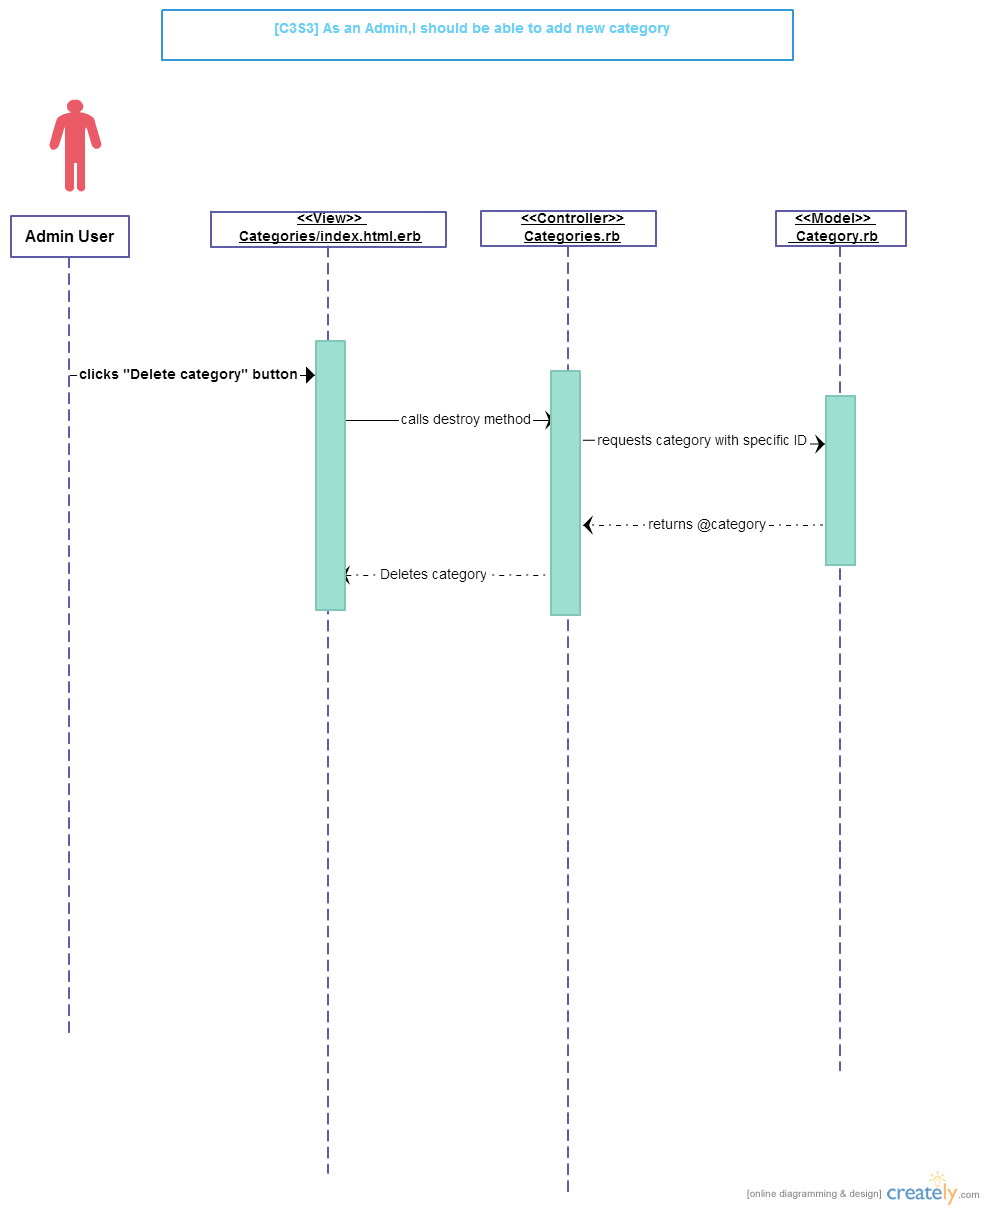 [C3S3] As an Admin,I should be able to add new category
Admin User
<<View>>
Categories/index.html.erb
<<Controller>>
Categories.rb
<<Model>>
Category.rb
clicks "Delete category" button
calls destroy method
requests category with specific ID
returns @category
Deletes category
[online diagramming & design] creately.com